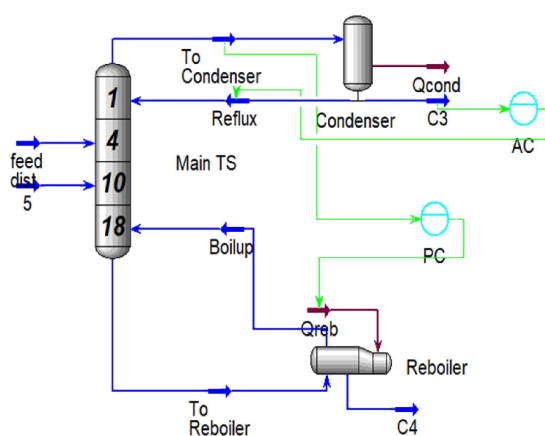 To
Condenser
Qcond
1
Reflux
Condenser
C3
AC
feed
dist
4
Main TS
10
5
18
Boilup
PC
Qreb
Reboiler
To
Reboiler
C4